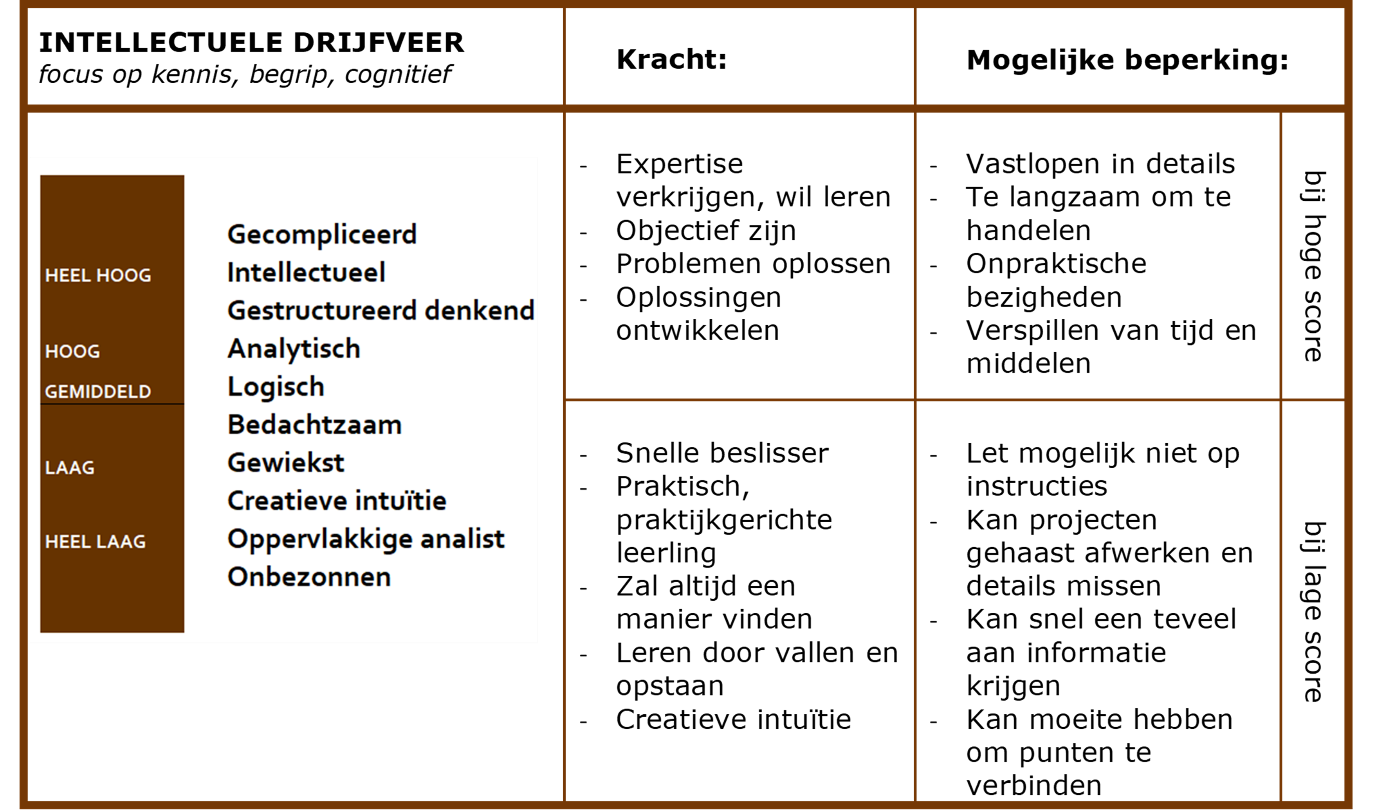 INTELLECTUELE DRIJFVEER
focus op kennis, begrip, cognitief
Kracht:
Mogelijke beperking:
HEEL HOOG
HOOG
GEMIDDELD
LAAG
HEEL LAAG
Gecompliceerd
Intellectueel
Gestructureerd denkend
Analytisch
Logisch
Bedachtzaam
Gewiekst
Creatieve intuïtie
Oppervlakkige analist
Onbezonnen
- Expertise
verkrijgen, wil leren
- Objectief zijn
- Problemen oplossen
- Oplossingen
ontwikkelen
- Vastlopen in details
- Te langzaam om te
handelen
- Onpraktische
bezigheden
- Verspillen van tijd en
middelen
bij hoge score
- Snelle beslisser
- Praktisch,
praktijkgerichte
leerling
- Zal altijd een
manier vinden
- Leren door vallen en
opstaan
- Creatieve intuïtie
- Let mogelijk niet op
instructies
- Kan projecten
gehaast afwerken en
details missen
- Kan snel een teveel
aan informatie
krijgen
- Kan moeite hebben
om punten te
verbinden
bij lage score